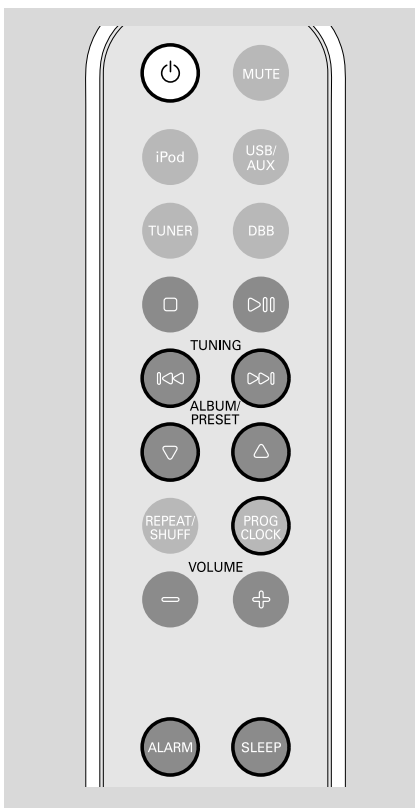 MUTE
iPod
USB/
AUX
TUNER
DBB
TUNING
ALBUM/
PRESET
REPEAT/
SHUFF
PROG
CLOCK
VOLUME
ALARM
SLEEP